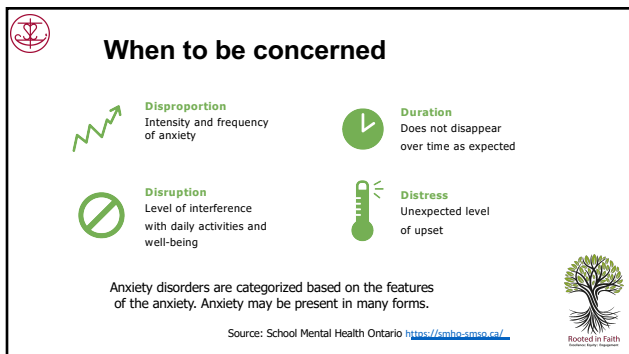 When to be concerned
Disproportion
Intensity and frequency
of anxiety
Duration
Does not disappear
over time as expected
Disruption
Level of interference
with daily activities and
well-being
Distress
Unexpected level
of upset
Anxiety disorders are categorized based on the features
of the anxiety. Anxiety may be present in many forms.
Source: School Mental Health Ontario https://smho-smso.ca/
Rooted in Faith
Excellence | Equity | Engagement